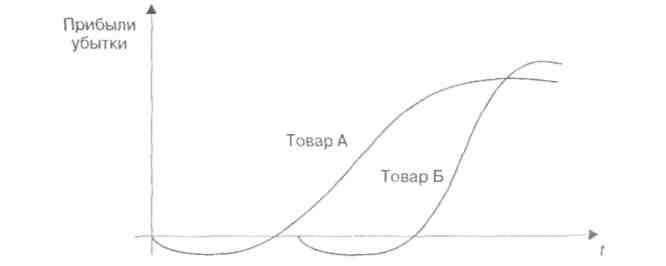 Прибыли
убытки
Товар А
Товар Б
t